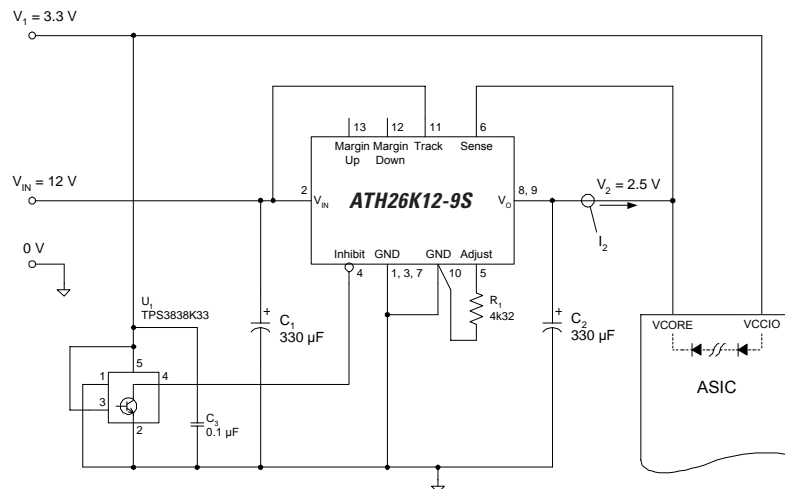 V1 = 3.3 V
13
12
11
6
Margin Up
Margin Down
Track
Sense
VIN = 12 V
2
VIN
ATH26K12-9S
VO
8, 9
V2 = 2.5 V
I2
0 V
Inhibit
GND
GND
Adjust
4
1, 3, 7
10
5
U1
TPS3838K33
+
C1
330 µF
R1
4k32
+
C2
330 µF
VCORE
VCCIO
ASIC
5
1
4
3
2
C3
0.1 µF